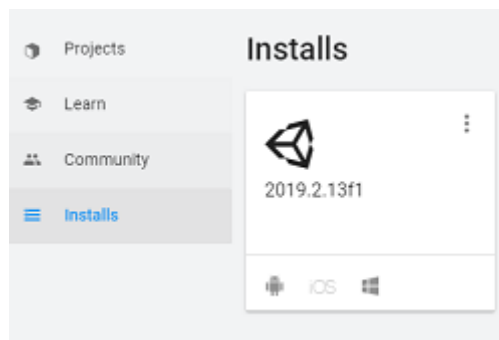 Projects
Learn
Community
Installs
Installs
2019.2.13f1
iOS